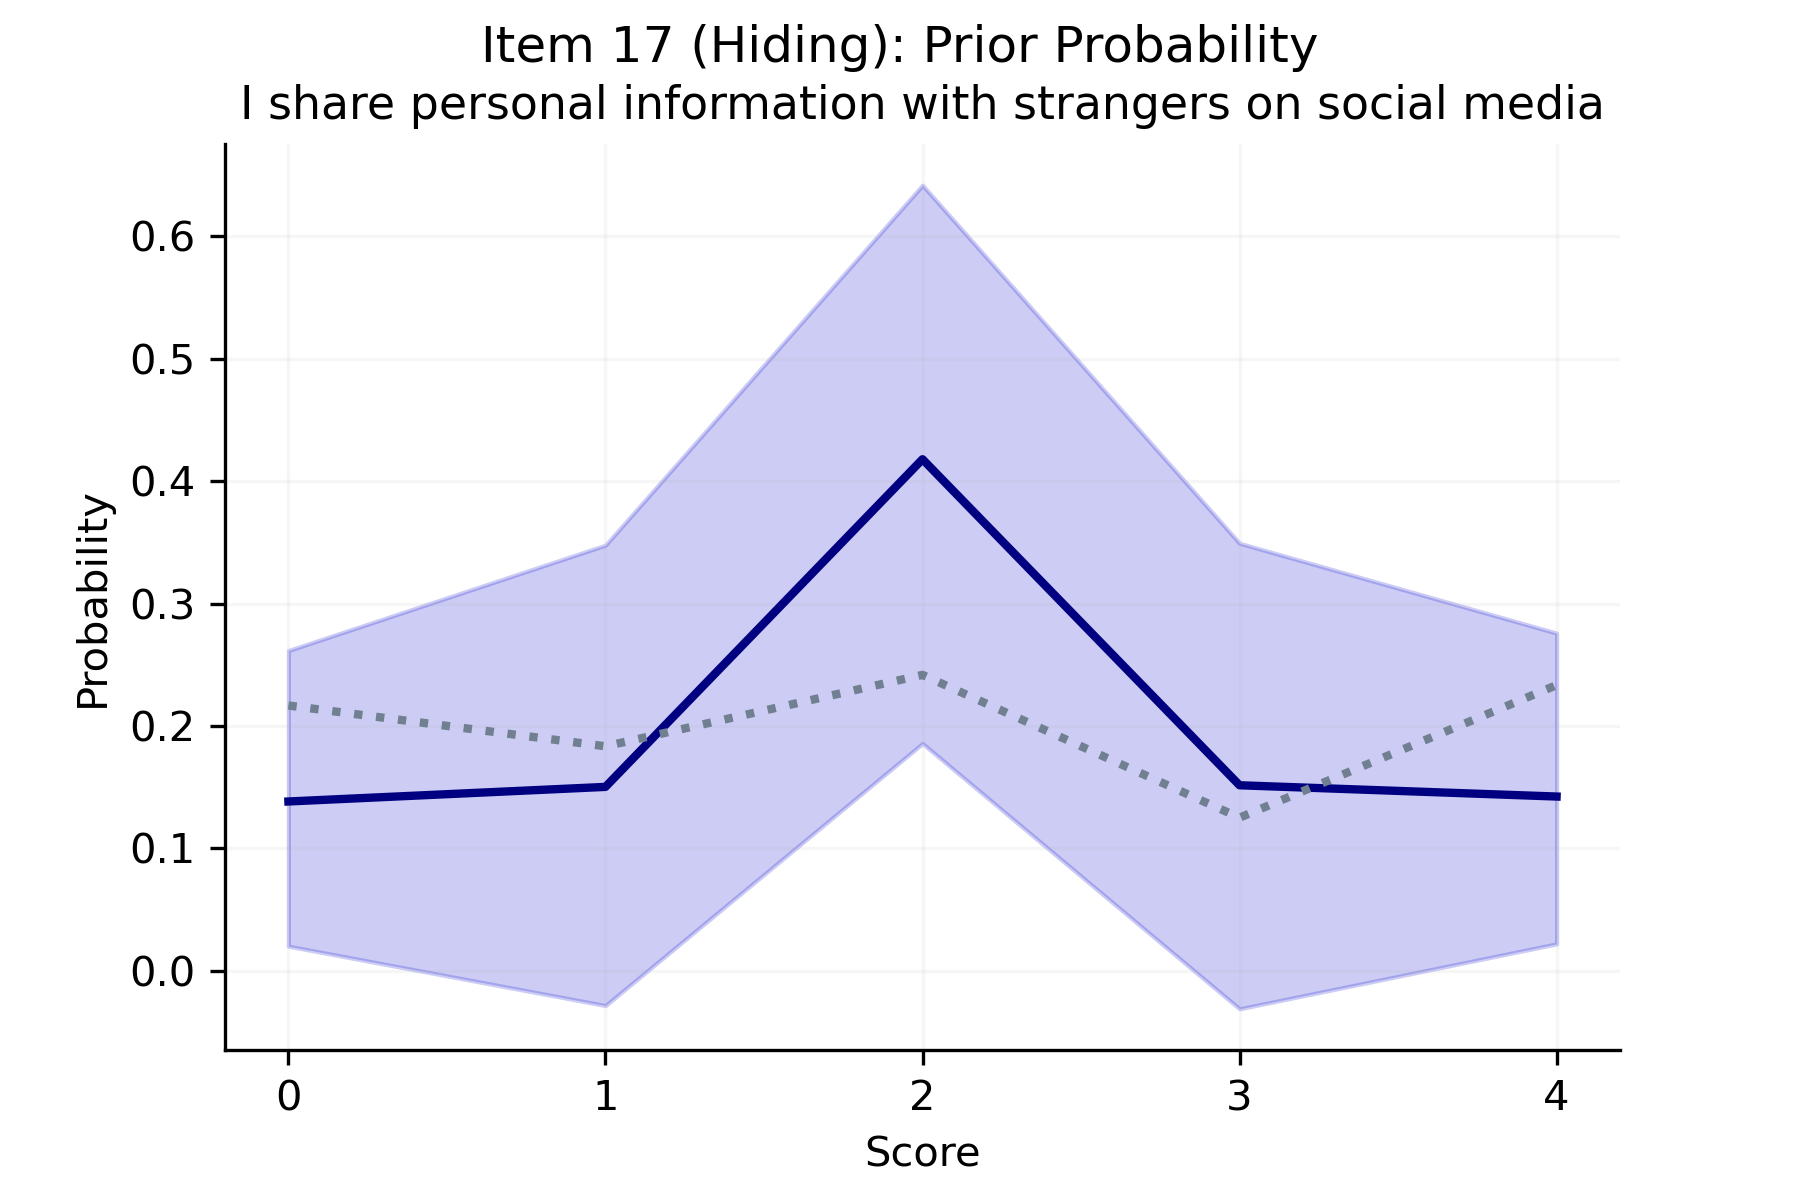 Item 17 (Hiding): Prior Probability
I share personal information with strangers on social media
0.6
0.5
0.4
0.3
0.2
0.1
0.0
Probability
0 1 2 3 4
Score